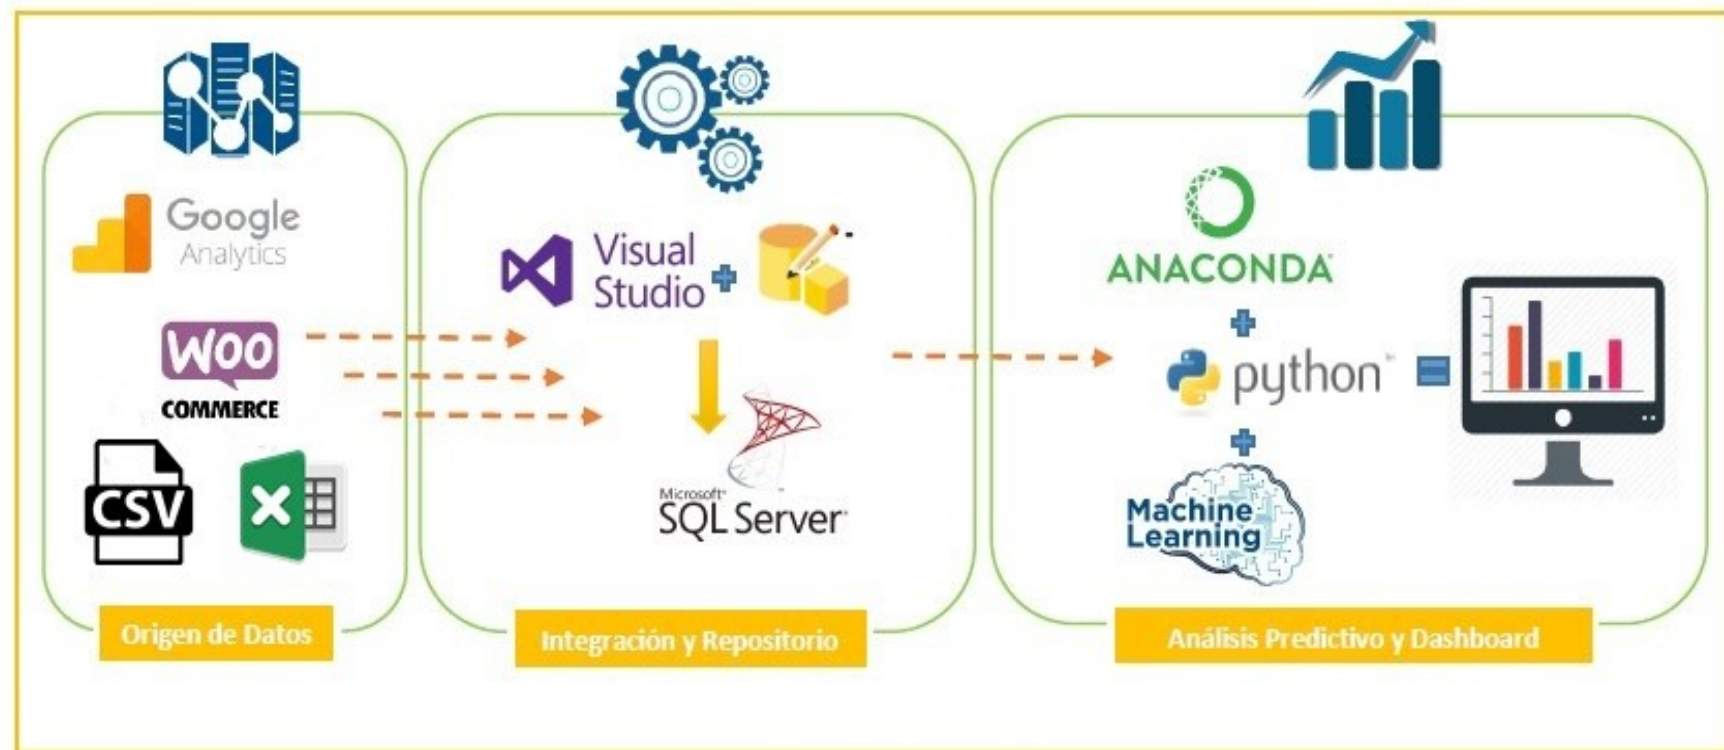 Google
Analytics
WOO
COMMERCE
CSV
X
Origen de Datos
Visual
Studio
Microsoft
SQL Server
Integración y Repositorio
ANACONDA
python
Machine
Learning
Análisis Predictivo y Dashboard